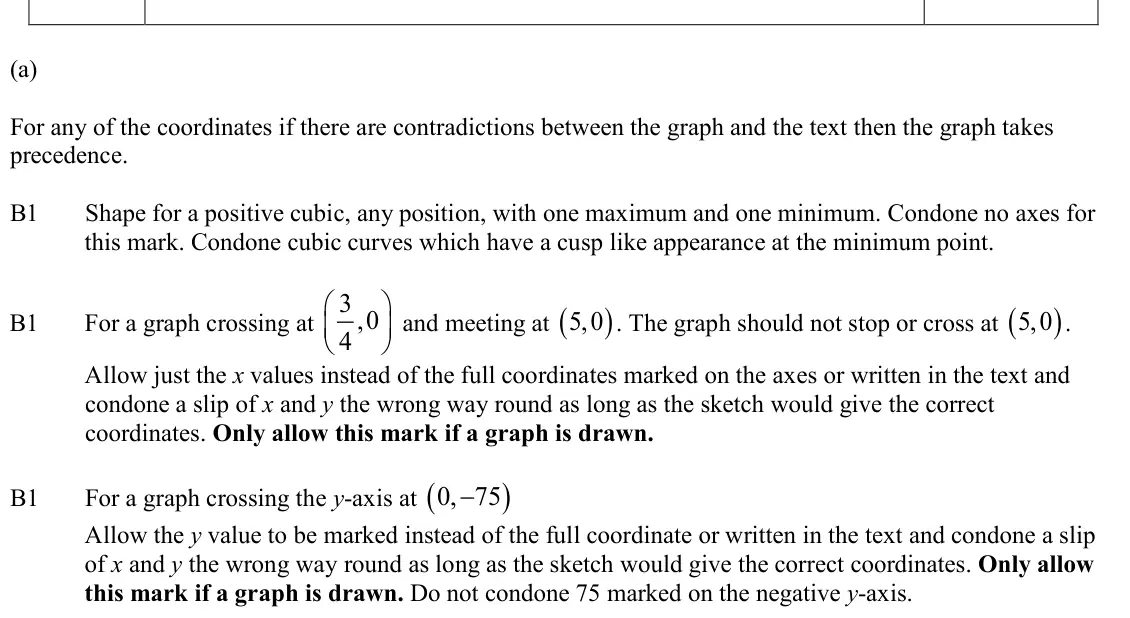 (a)
For any of the coordinates if there are contradictions between the graph and the text then the graph takes
precedence.
B1 Shape for a positive cubic, any position, with one maximum and one minimum. Condone no axes for
this mark. Condone cubic curves which have a cusp like appearance at the minimum point.
B1 For a graph crossing at (3/4, 0) and meeting at (5,0). The graph should not stop or cross at (5,0).
Allow just the x values instead of the full coordinates marked on the axes or written in the text and
condone a slip of x and y the wrong way round as long as the sketch would give the correct
coordinates. Only allow this mark if a graph is drawn.
B1 For a graph crossing the y-axis at (0,−75)
Allow the y value to be marked instead of the full coordinate or written in the text and condone a slip
of x and y the wrong way round as long as the sketch would give the correct coordinates. Only allow
this mark if a graph is drawn. Do not condone 75 marked on the negative y-axis.